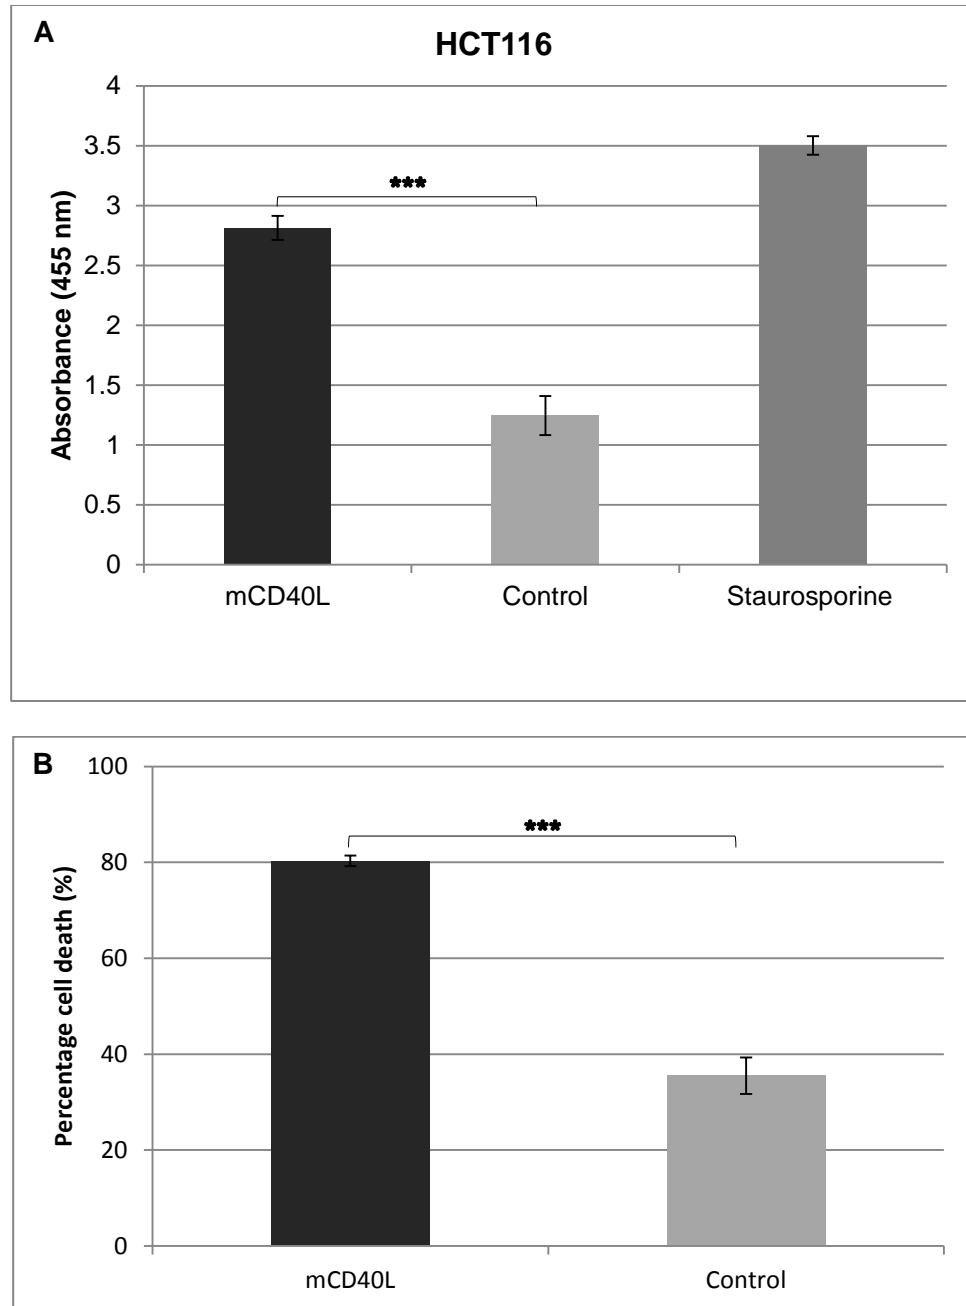 A
HCT116
Absorbance (455 nm)
4
3.5
3
2.5
2
1.5
1
0.5
0
***
mCD40L Control Staurosporine
B
Percentage cell death (%)
100
80
60
40
20
0
***
mCD40L Control